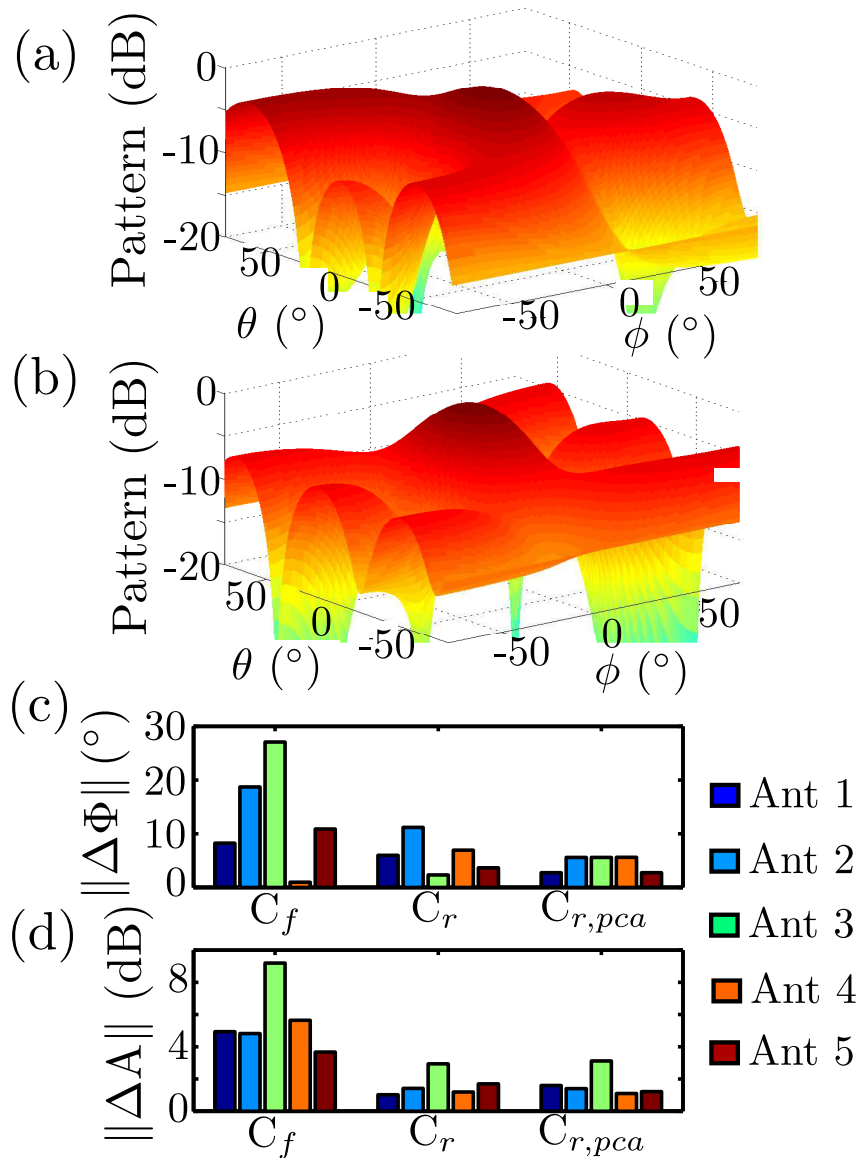 (a)
Pattern (dB)
0
-10
-20
50
0
-50
θ (°)
-50
0
50
ϕ (°)
(b)
Pattern (dB)
0
-10
-20
50
0
-50
θ (°)
-50
0
50
ϕ (°)
(c)
‖ΔΦ‖ (°)
30
20
10
0
C_f
C_r
C_{r,pca}
(d)
‖ΔA‖ (dB)
8
4
0
C_f
C_r
C_{r,pca}
Ant 1
Ant 2
Ant 3
Ant 4
Ant 5